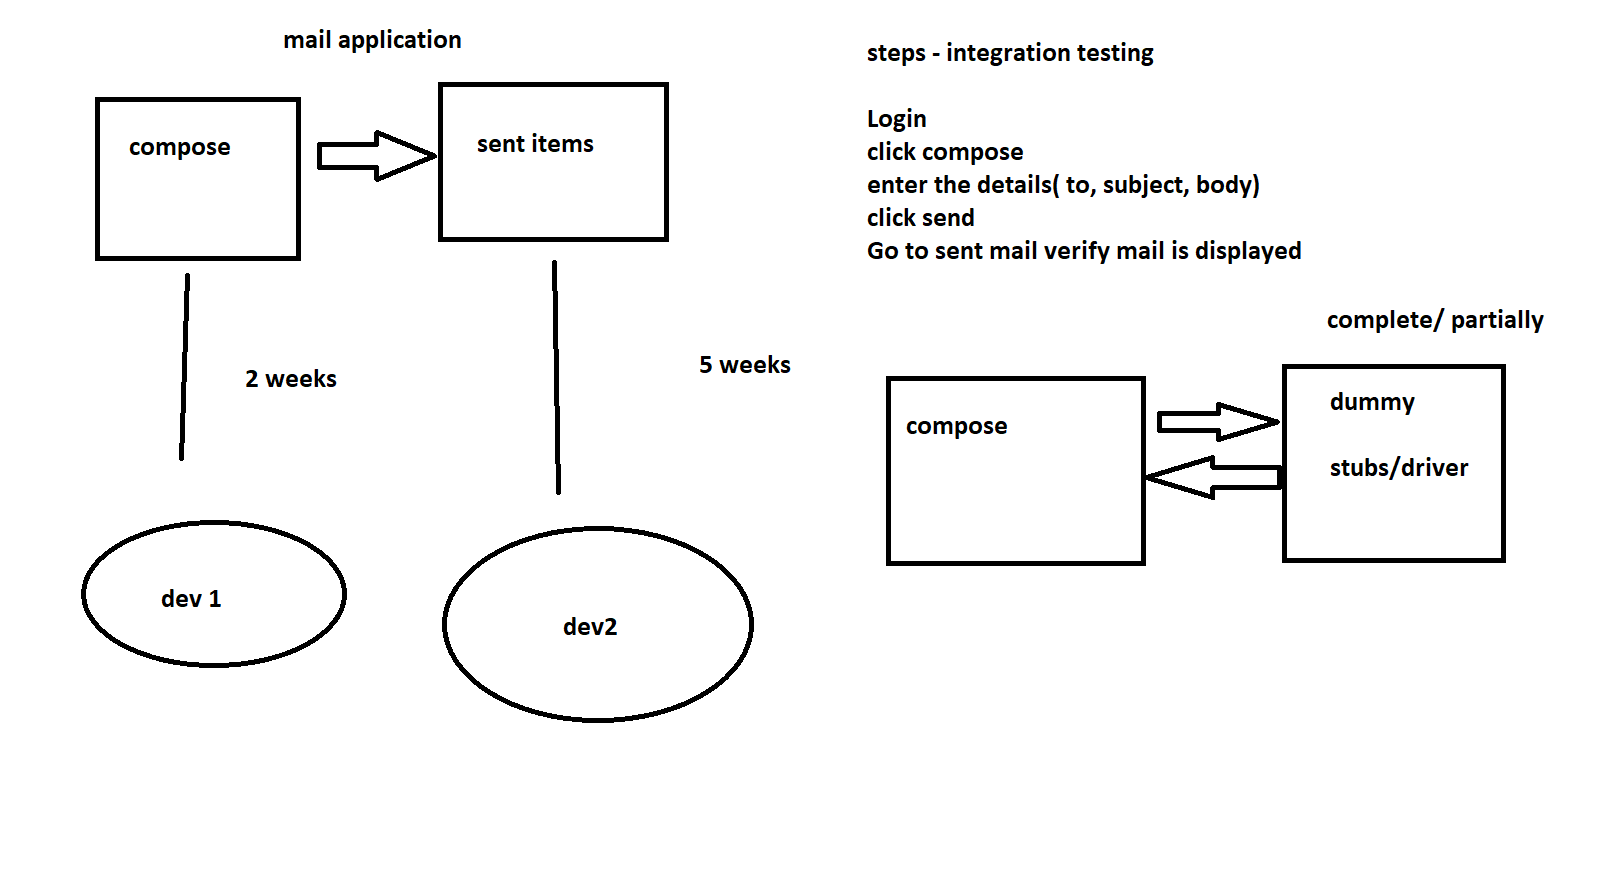 mail application
compose
sent items
2 weeks
5 weeks
dev 1
dev2
steps - integration testing
Login
click compose
enter the details( to, subject, body)
click send
Go to sent mail verify mail is displayed
complete/ partially
compose
dummy
stubs/driver